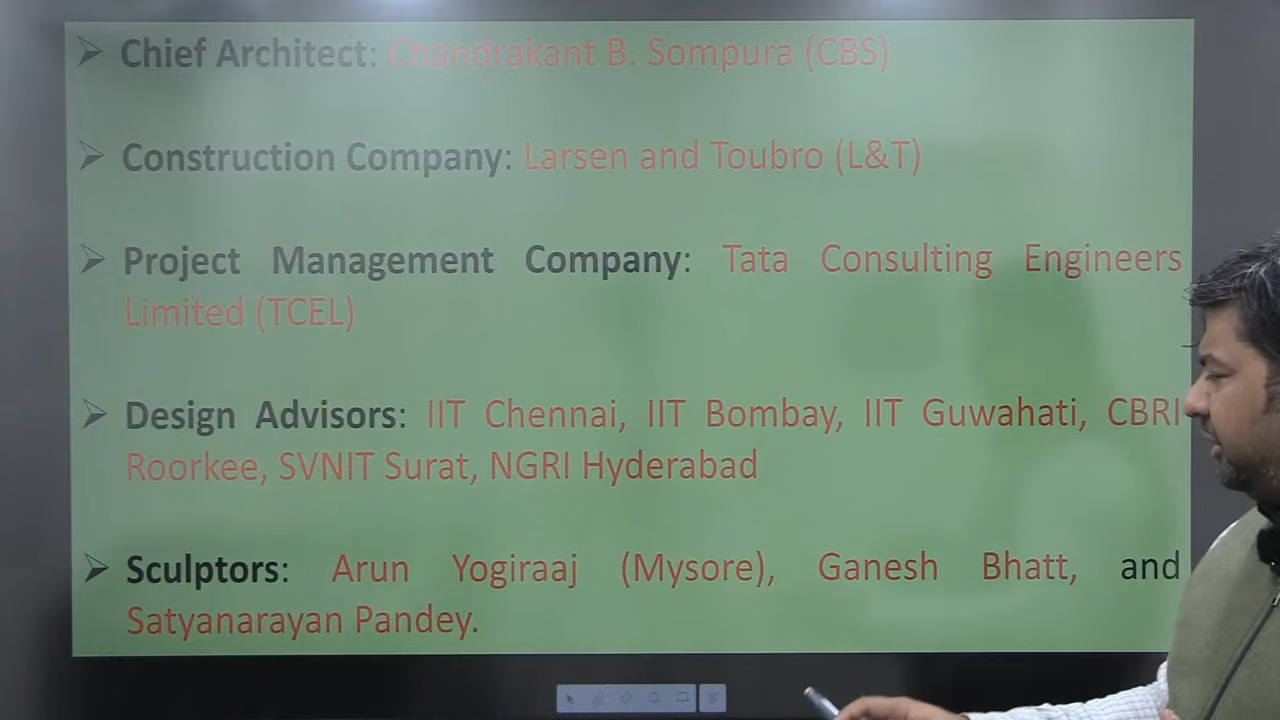 ➢ Chief Architect: Chandrakant B. Sompura (CBS)
➢ Construction Company: Larsen and Toubro (L&T)
➢ Project Management Company: Tata Consulting Engineers
Limited (TCEL)
➢ Design Advisors: IIT Chennai, IIT Bombay, IIT Guwahati, CBRI
Roorkee, SVNIT Surat, NGRI Hyderabad
➢ Sculptors: Arun Yogiraaj (Mysore), Ganesh Bhatt, and
Satyanarayan Pandey.